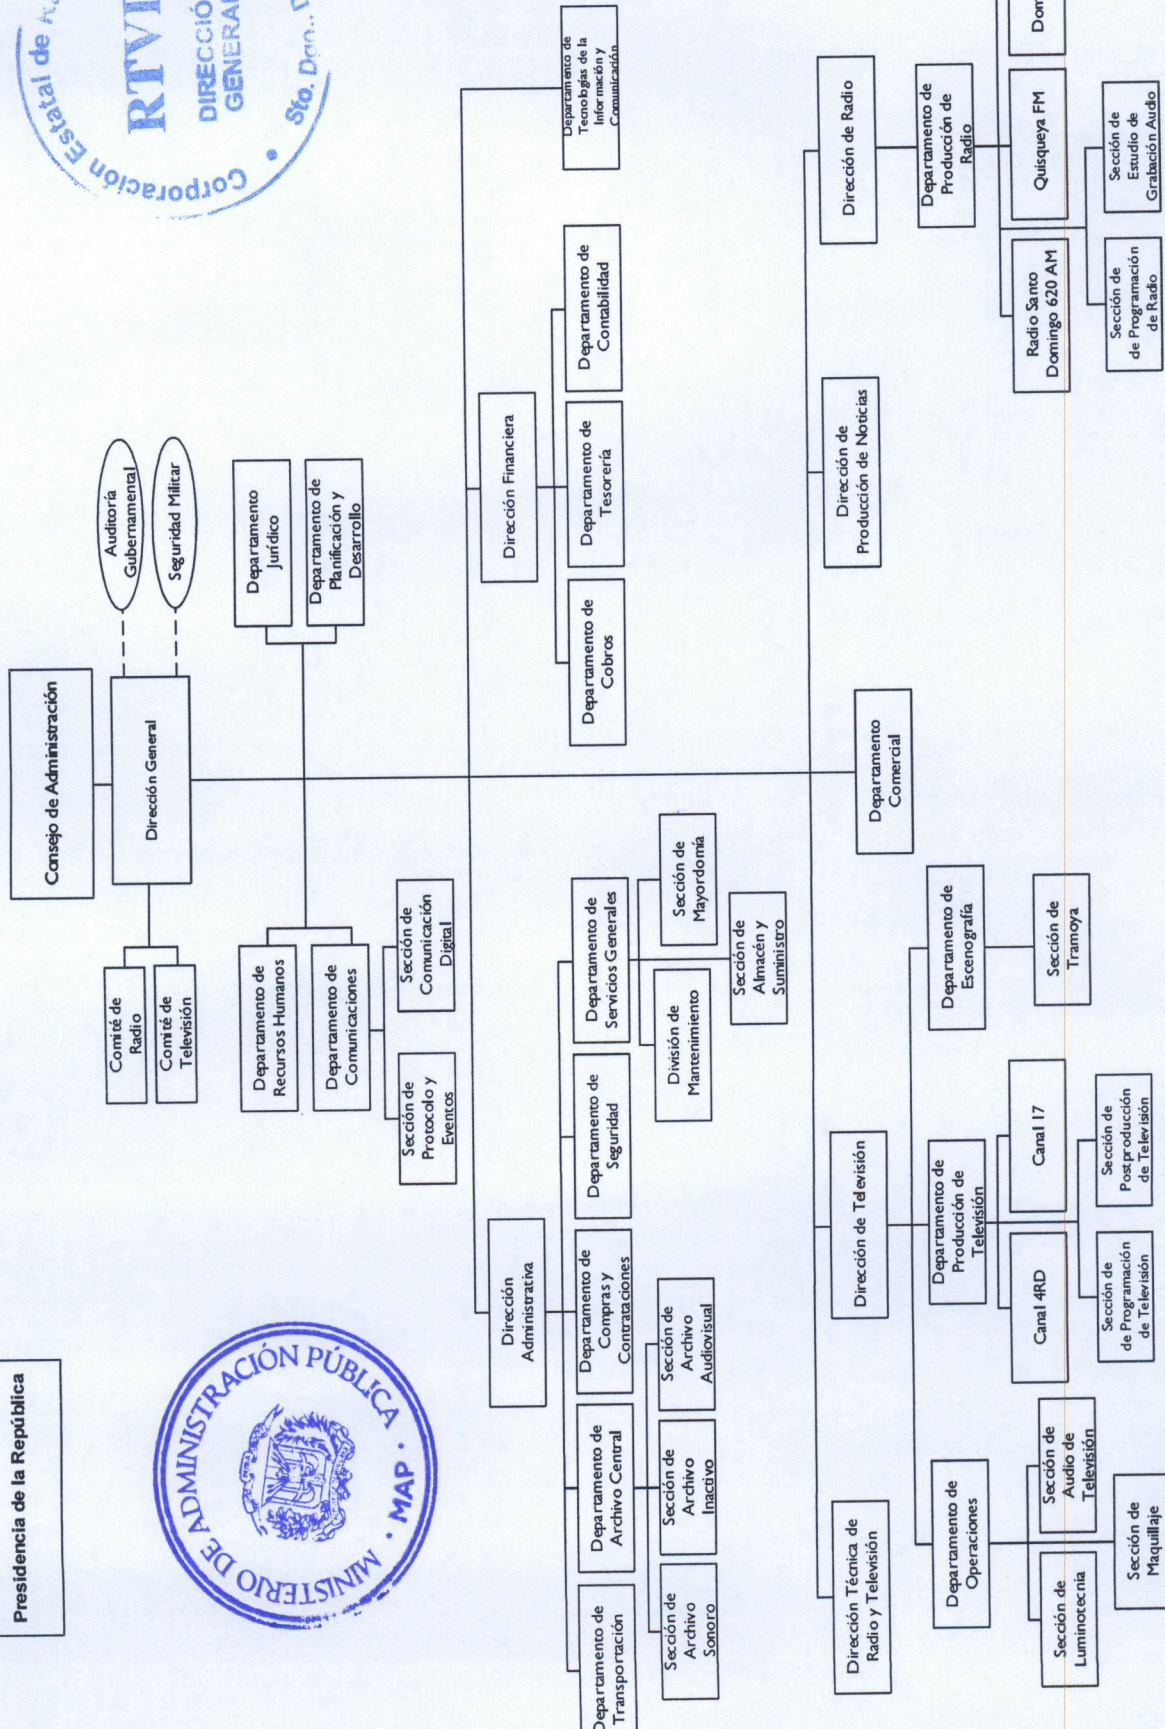 Presidencia de la República
Consejo de Administración
Dirección General
Auditoría
Gubernamental
Seguridad Militar
Comité de
Radio
Comité de
Televisión
Corporación Estatal de
RTVD
DIRECCIÓN
GENERAL
Sto. Dgo.,
MINISTERIO DE ADMINISTRACIÓN PÚBLICA
• MAP •
Departamento de
Recursos Humanos
Departamento de
Comunicaciones
Departamento
Jurídico
Departamento de
Planificación y
Desarrollo
Sección de
Protocolo y
Eventos
Sección de
Comunicación
Digital
Dirección
Administrativa
Dirección Financiera
Departamento de
Transportación
Departamento de
Archivo Central
Departamento de
Compras y
Contrataciones
Departamento de
Seguridad
Departamento de
Servicios Generales
Departamento de
Cobros
Departamento de
Tesorería
Departamento de
Contabilidad
Departamento de
Tecnologías de la
Información y
Comunicación
Sección de
Archivo
Sonoro
Sección de
Archivo
Inactivo
Sección de
Archivo
Audiovisual
División de
Mantenimiento
Sección de
Mayordomía
Sección de
Almacén y
Suministro
Dirección Técnica de
Radio y Televisión
Dirección de Televisión
Departamento
Comercial
Dirección de
Producción de Noticias
Dirección de Radio
Departamento de
Operaciones
Departamento de
Producción de
Televisión
Departamento de
Escenografía
Departamento de
Producción de
Radio
Sección de
Luminotecnia
Sección de
Audio de
Televisión
Canal 4RD
Canal 17
Sección de
Tramoya
Radio Santo
Domingo 620 AM
Quisqueya FM
Sección de
Maquillaje
Sección de
de Programación
de Televisión
Sección de
Postproducción
de Televisión
Sección de
de Programación
de Radio
Sección de
Estudio de
Grabación Audio